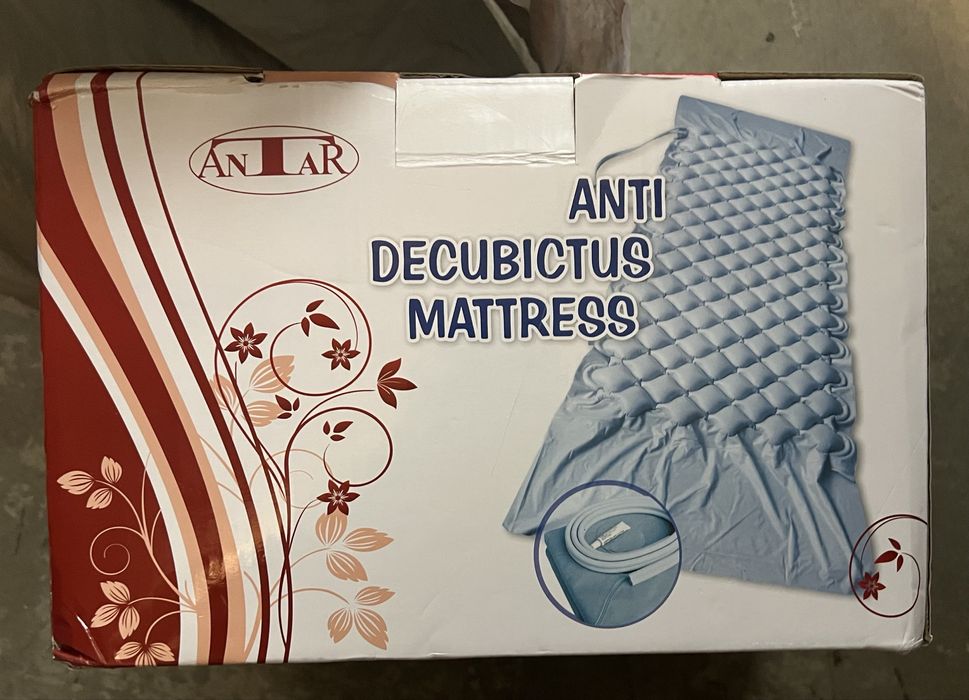 ANTAR
ANTI
DECUBICTUS
MATTRESS